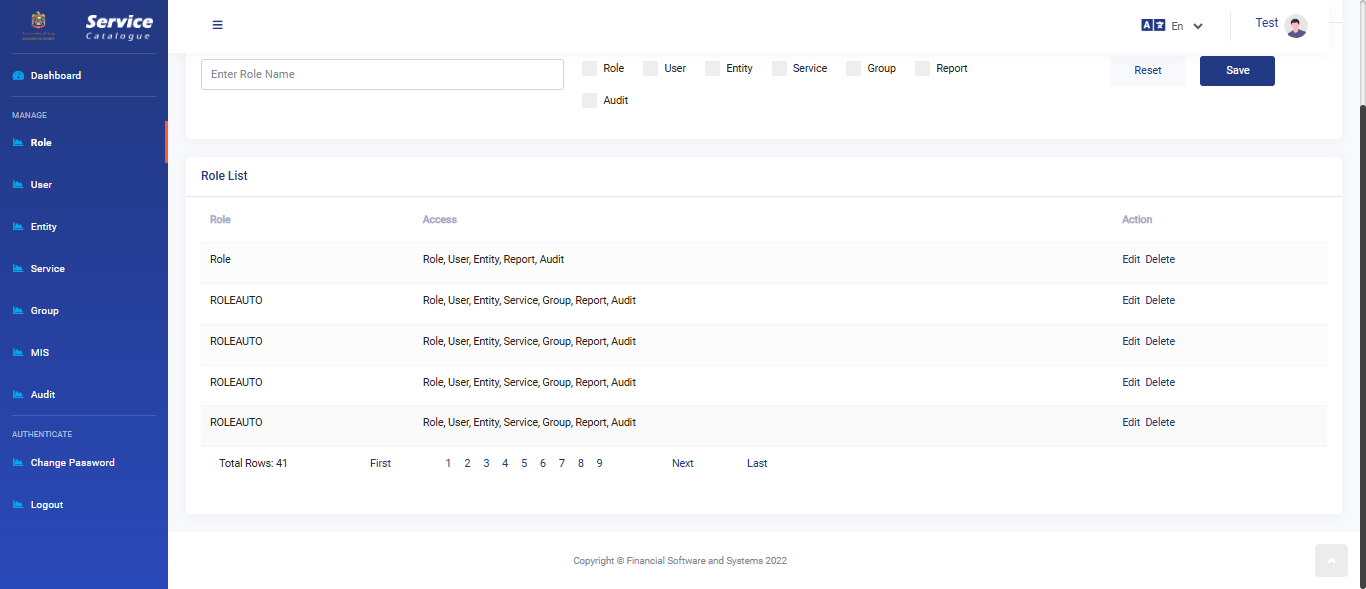 Service
Catalogue
En
Test
Dashboard
MANAGE
Role
User
Entity
Service
Group
MIS
Audit
AUTHENTICATE
Change Password
Logout
Enter Role Name
Role User Entity Service Group Report
Audit
Reset Save
Role List
Role Access Action
Role Role, User, Entity, Report, Audit Edit Delete
ROLEAUTO Role, User, Entity, Service, Group, Report, Audit Edit Delete
ROLEAUTO Role, User, Entity, Service, Group, Report, Audit Edit Delete
ROLEAUTO Role, User, Entity, Service, Group, Report, Audit Edit Delete
ROLEAUTO Role, User, Entity, Service, Group, Report, Audit Edit Delete
Total Rows: 41 First 1 2 3 4 5 6 7 8 9 Next Last
Copyright © Financial Software and Systems 2022